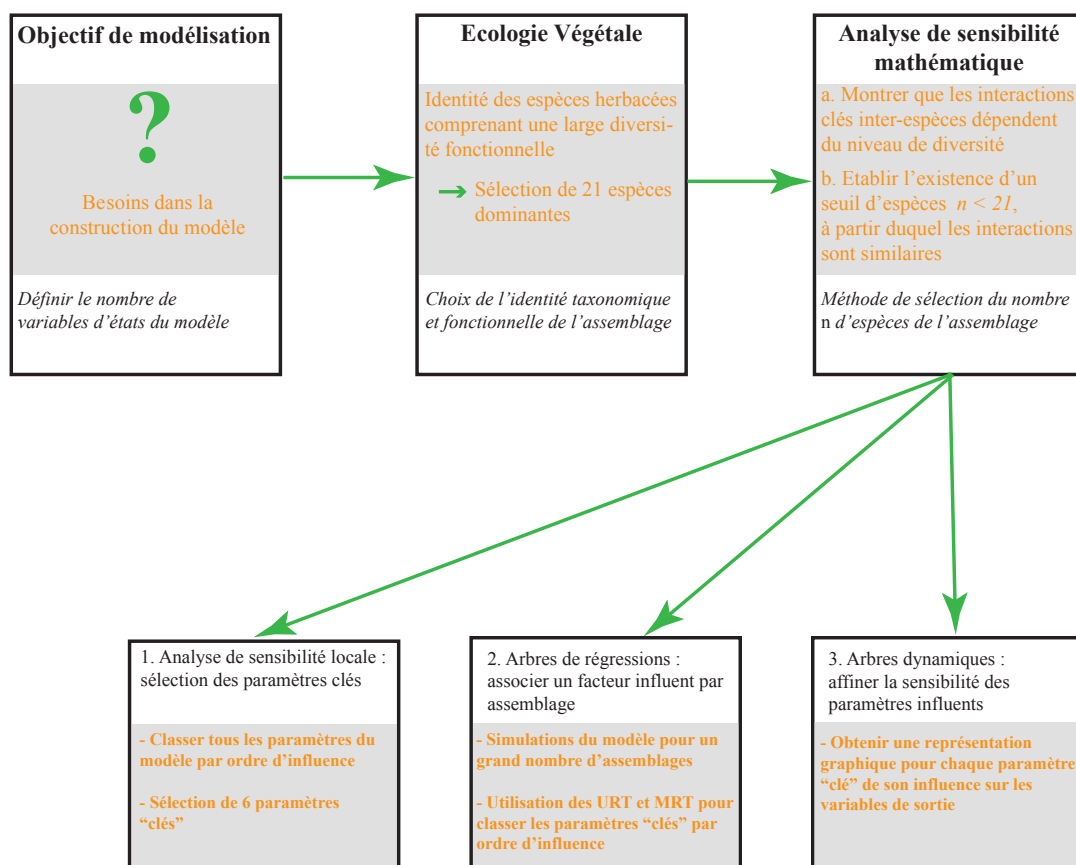 Objectif de modélisation
?
Besoins dans la
construction du modèle
Définir le nombre de
variables d'états du modèle
Ecologie Végétale
Identité des espèces herbacées
comprenant une large diversi-
té fonctionnelle
→ Sélection de 21 espèces
dominantes
Choix de l'identité taxonomique
et fonctionnelle de l'assemblage
Analyse de sensibilité
mathématique
a. Montrer que les interactions
clés inter-espèces dépendent
du niveau de diversité
b. Etablir l'existence d'un
seuil d'espèces n < 21,
à partir duquel les interactions
sont similaires
Méthode de sélection du nombre
n d'espèces de l'assemblage
1. Analyse de sensibilité locale :
sélection des paramètres clés
- Classer tous les paramètres du
modèle par ordre d'influence
- Sélection de 6 paramètres
“clés”
2. Arbres de régressions :
associer un facteur influent par
assemblage
- Simulations du modèle pour un
grand nombre d'assemblages
- Utilisation des URT et MRT pour
classer les paramètres “clés” par
ordre d'influence
3. Arbres dynamiques :
affiner la sensibilité des
paramètres influents
- Obtenir une représentation
graphique pour chaque paramètre
“clé” de son influence sur les
variables de sortie